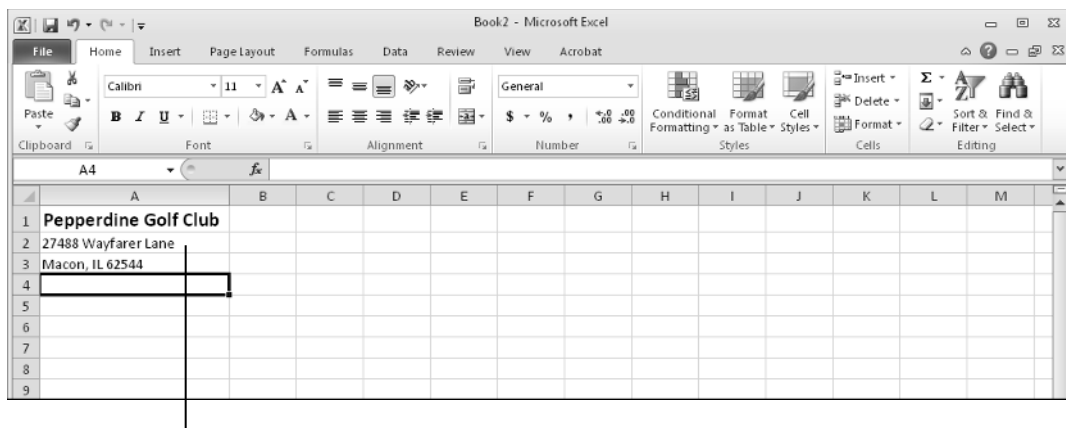 Book2 - Microsoft Excel
File Home Insert Page Layout Formulas Data Review View Acrobat
Calibri 11 A A General Insert Σ
Paste Delete
B I U A $ % , .00 .0 Conditional Format Cell Format Sort & Find &
Formatting as Table Styles Filter Select
Clipboard Font Alignment Number Styles Cells Editing
A4 fx
A B C D E F G H I J K L M
1 Pepperdine Golf Club
2 27488 Wayfarer Lane
3 Macon, IL 62544
4
5
6
7
8
9